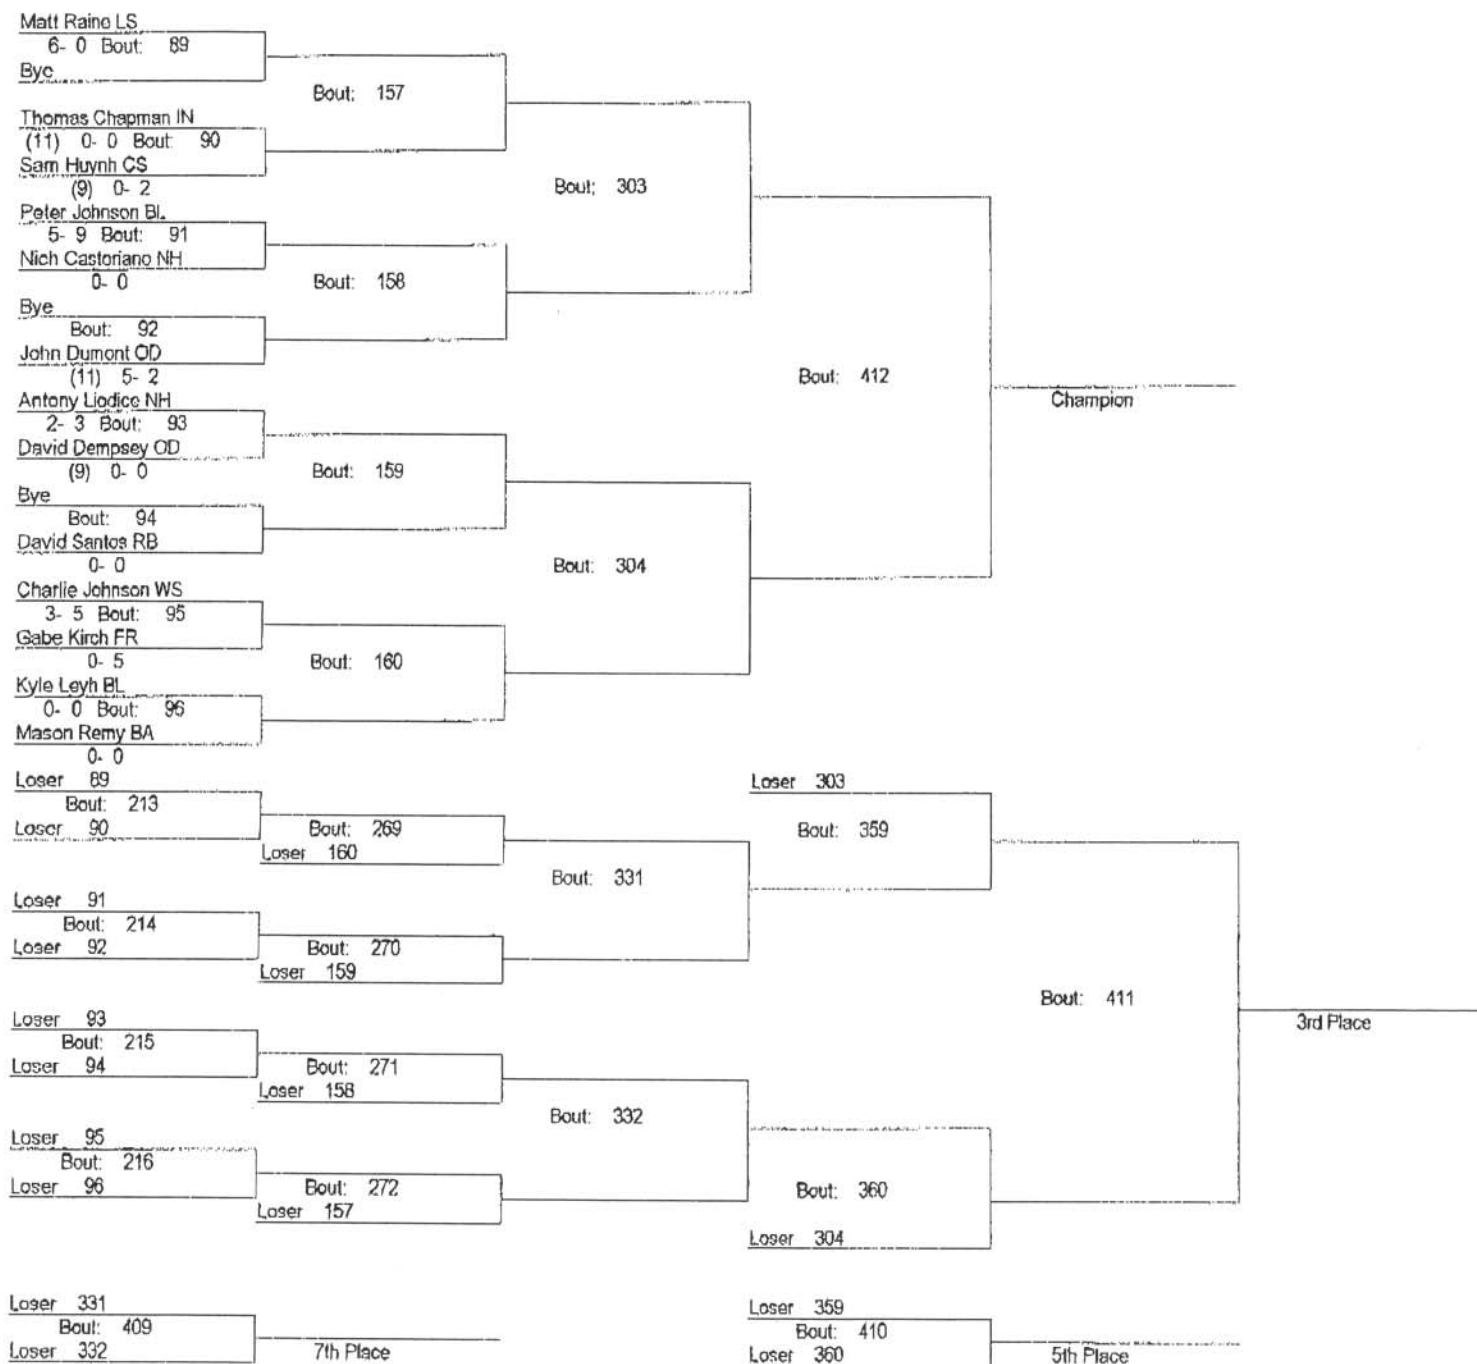 Matt Raino LS
6- 0 Bout: 89
Bye
Bout: 157
Thomas Chapman IN
(11) 0- 0 Bout: 90
Sam Huynh CS
(9) 0- 2
Bout: 303
Peter Johnson BL
5- 9 Bout: 91
Nich Castoriano NH
0- 0
Bout: 158
Bye
Bout: 92
John Dumont OD
(11) 5- 2
Bout: 412
Champion
Antony Liodice NH
2- 3 Bout: 93
David Dempsey OD
(9) 0- 0
Bout: 159
Bye
Bout: 94
David Santos RB
0- 0
Bout: 304
Charlie Johnson WS
3- 5 Bout: 95
Gabe Kirch FR
0- 5
Bout: 160
Kyle Leyh BL
0- 0 Bout: 96
Mason Remy BA
0- 0
Loser 89
Bout: 213
Loser 90
Bout: 269
Loser 160
Loser 303
Bout: 359
Bout: 331
Loser 91
Bout: 214
Loser 92
Bout: 270
Loser 159
Bout: 411
3rd Place
Loser 93
Bout: 215
Loser 94
Bout: 271
Loser 158
Bout: 332
Loser 95
Bout: 216
Loser 96
Bout: 272
Loser 157
Bout: 360
Loser 304
Loser 331
Bout: 409
Loser 332
7th Place
Loser 359
Bout: 410
Loser 360
5th Place